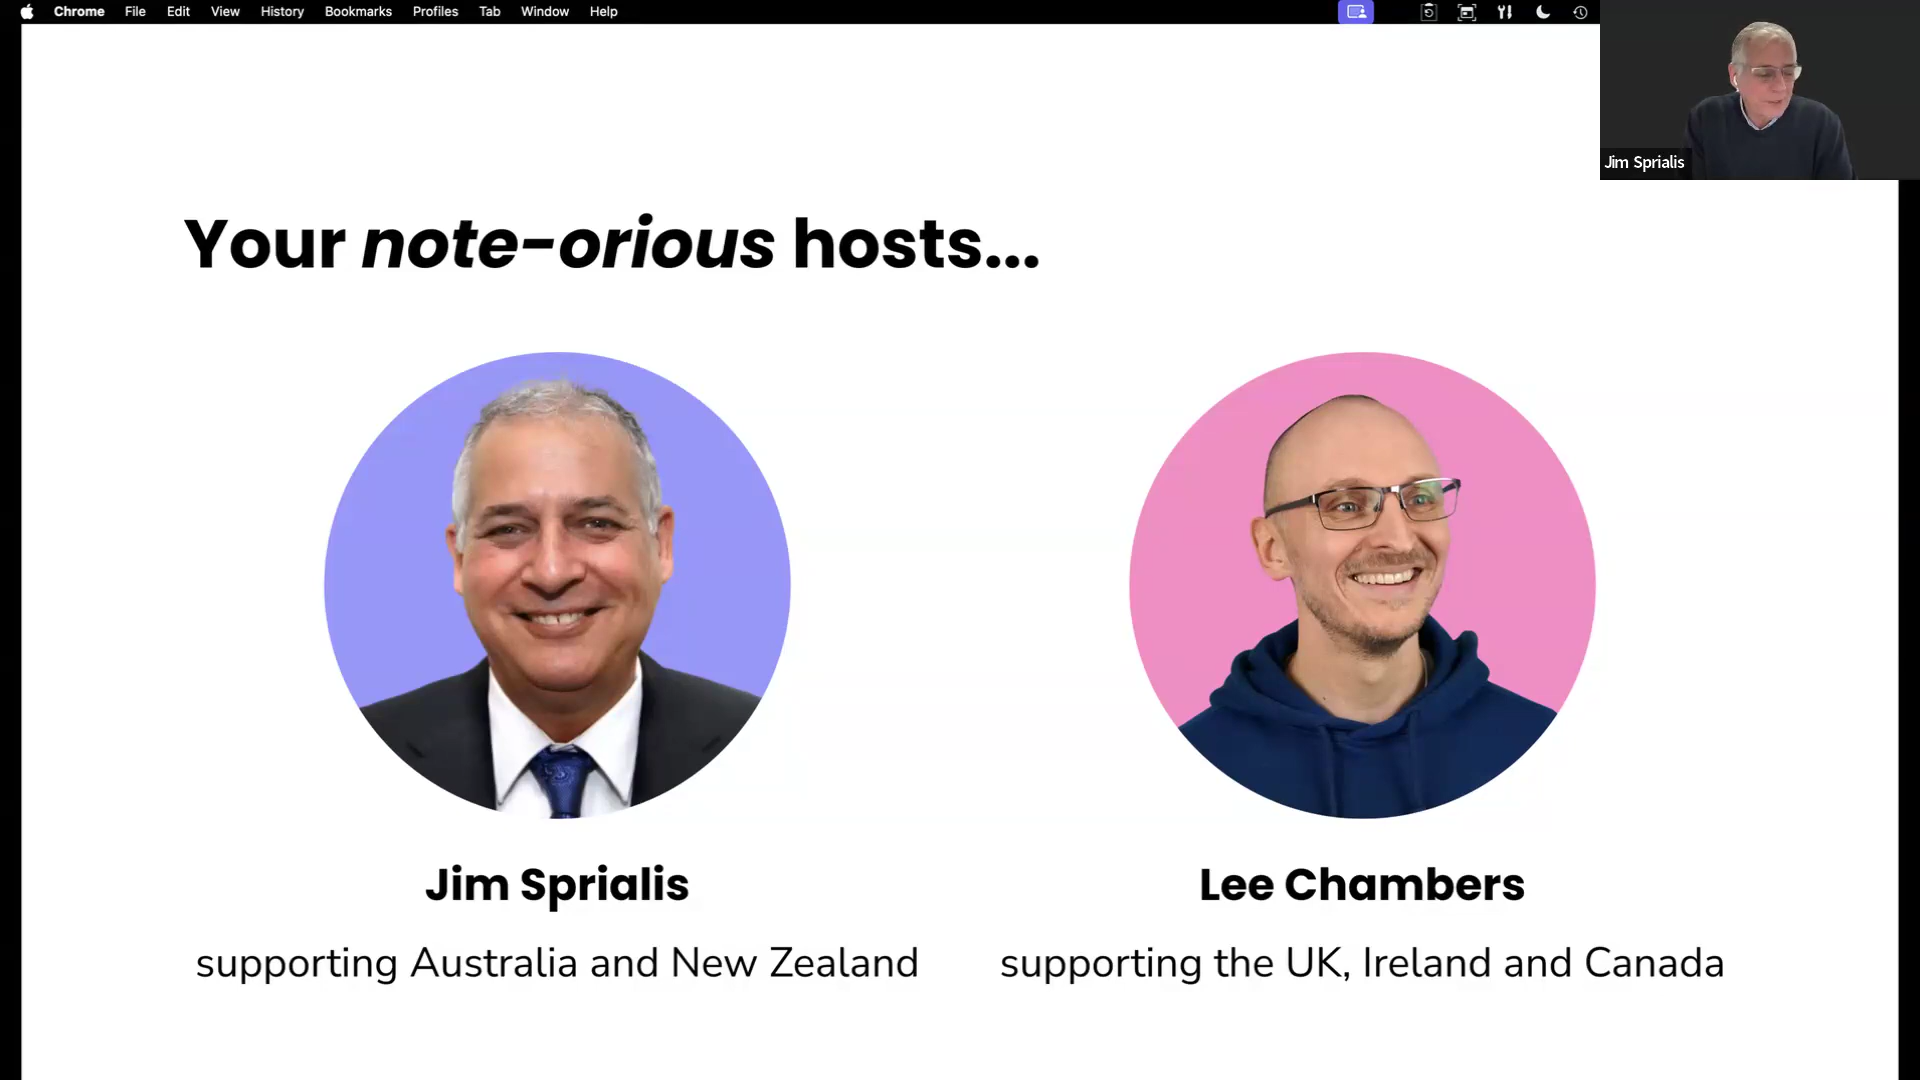 Chrome File Edit View History Bookmarks Profiles Tab Window Help
Jim Sprialis
Your note-orious hosts...
Jim Sprialis
supporting Australia and New Zealand
Lee Chambers
supporting the UK, Ireland and Canada